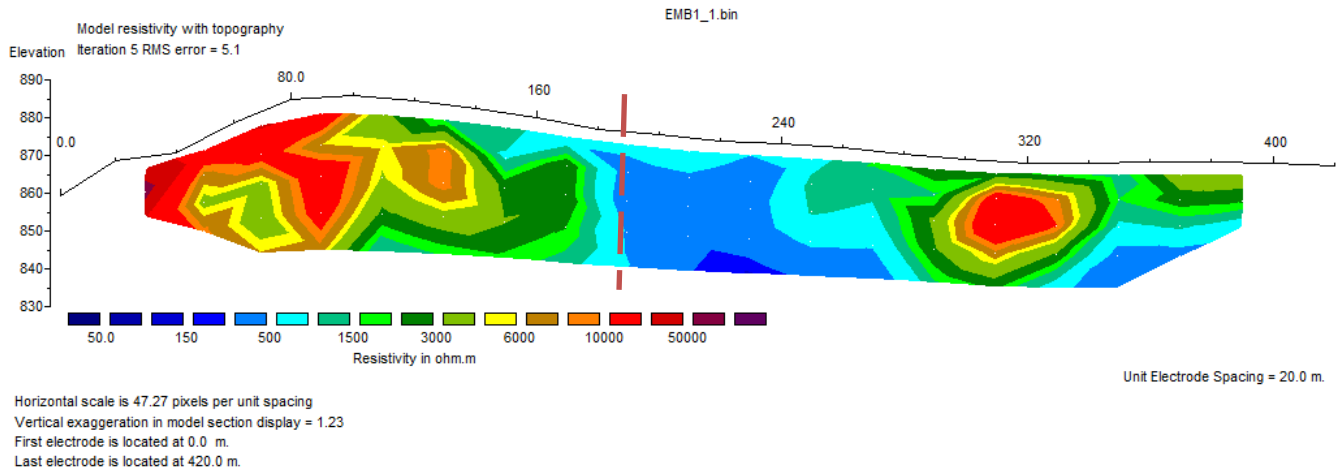 EMB1_1.bin
Model resistivity with topography
Elevation Iteration 5 RMS error = 5.1
890
880
870
860
850
840
830
0.0
80.0
160
240
320
400
50.0 150 500 1500 3000 6000 10000 50000
Resistivity in ohm.m
Unit Electrode Spacing = 20.0 m.
Horizontal scale is 47.27 pixels per unit spacing
Vertical exaggeration in model section display = 1.23
First electrode is located at 0.0 m.
Last electrode is located at 420.0 m.